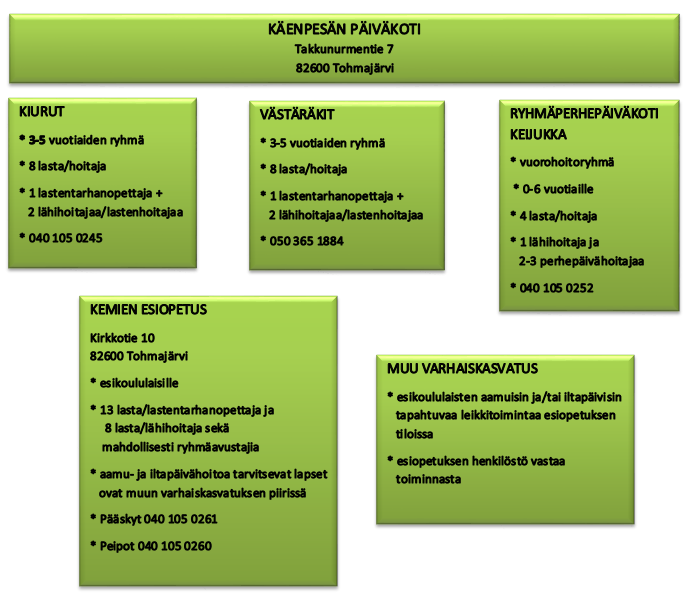 KÄENPESÄN PÄIVÄKOTI
Takkunurmentie 7
82600 Tohmajärvi
KIURUT
* 3-5 vuotiaiden ryhmä
* 8 lasta/hoitaja
* 1 lastentarhanopettaja +
2 lähihoitajaa/lastenhoitajaa
* 040 105 0245
VÄSTÄRÄKIT
* 3-5 vuotiaiden ryhmä
* 8 lasta/hoitaja
* 1 lastentarhanopettaja +
2 lähihoitajaa/lastenhoitajaa
* 050 365 1884
RYHMÄPERHEPÄIVÄKOTI
KEIJUKKA
* vuorohoitoryhmä
* 0-6 vuotiaille
* 4 lasta/hoitaja
* 1 lähihoitaja ja
2-3 perhepäivähoitajaa
* 040 105 0252
KEMIEN ESIOPETUS
Kirkkotie 10
82600 Tohmajärvi
* esikoululaisille
* 13 lasta/lastentarhanopettaja ja
8 lasta/lähihoitaja sekä
mahdollisesti ryhmäavustajia
* aamu- ja iltapäivähoitoa tarvitsevat lapset
ovat muun varhaiskasvatuksen piirissä
* Pääskyt 040 105 0261
* Peipot 040 105 0260
MUU VARHAISKASVATUS
* esikoululaisten aamuisin ja/tai iltapäivisin
tapahtuvaa leikkitoimintaa esiopetuksen
tiloissa
* esiopetuksen henkilöstö vastaa
toiminnasta